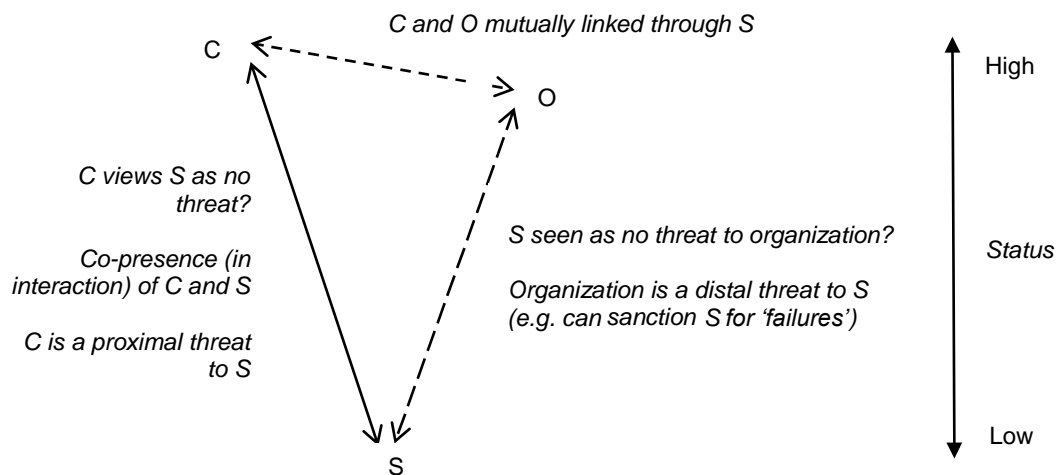 C and O mutually linked through S
C
High
O
C views S as no
threat?
Co-presence (in
interaction) of C and S
C is a proximal threat
to S
S seen as no threat to organization?
Organization is a distal threat to S
(e.g. can sanction S for ‘failures’)
Status
Low
S